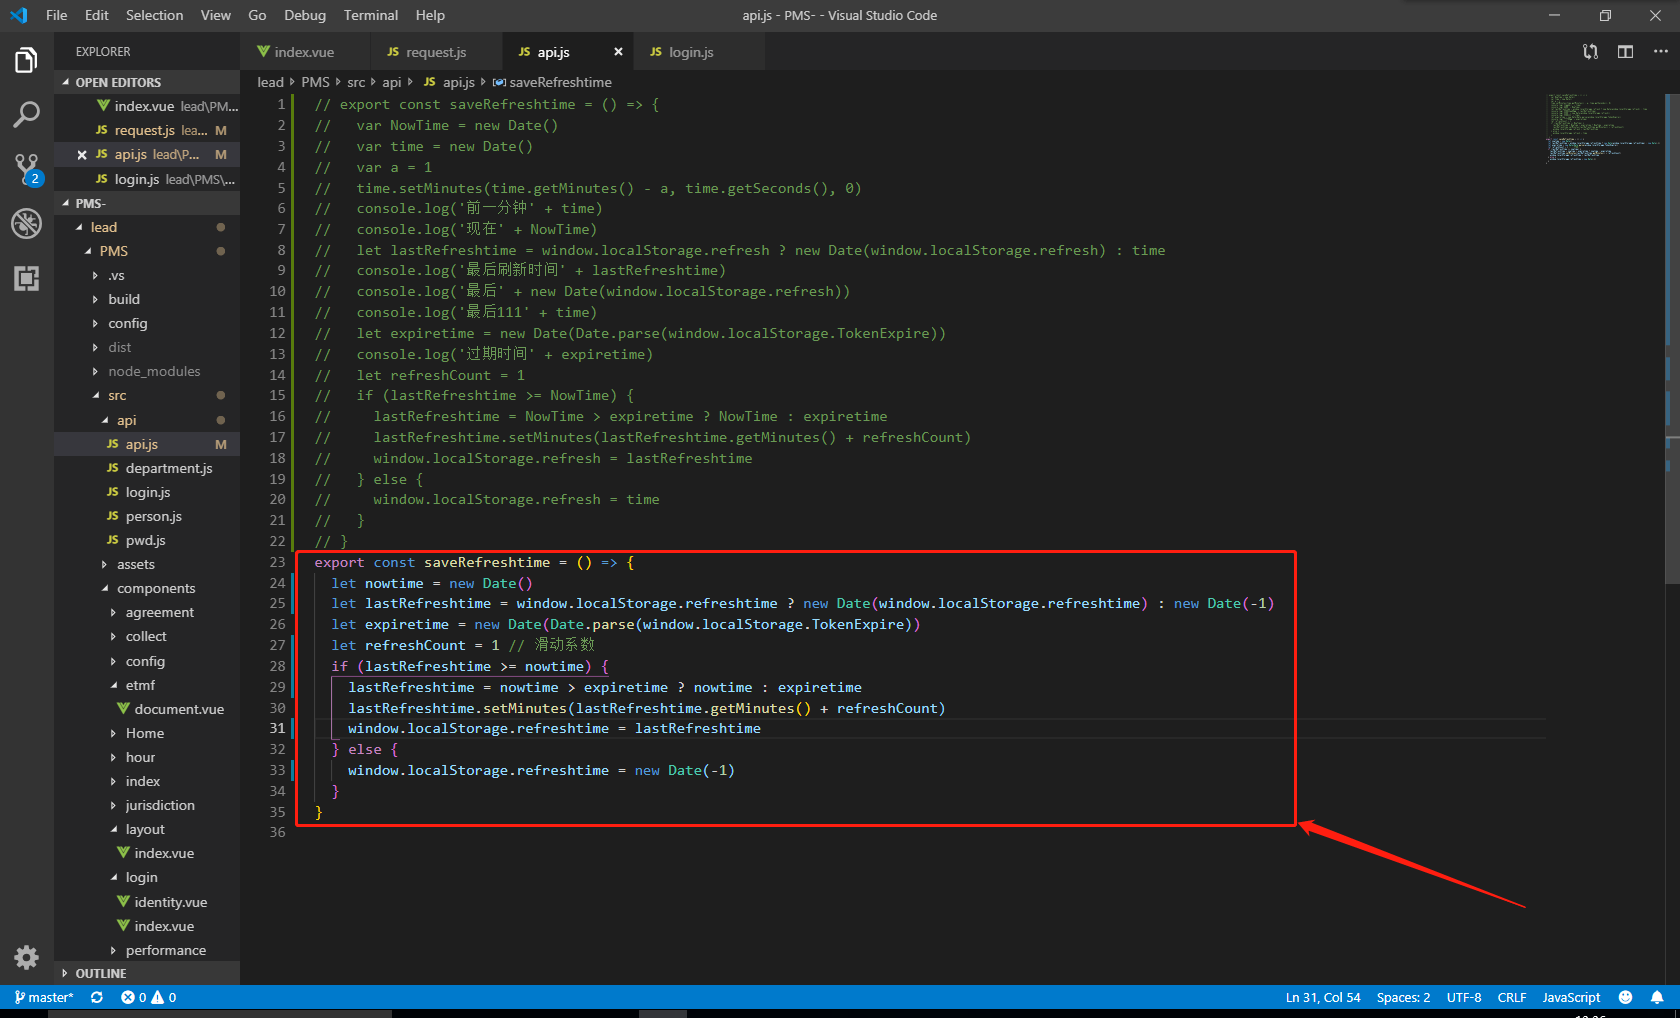 File Edit Selection View Go Debug Terminal Help
api.js - PMS- - Visual Studio Code
EXPLORER
OPEN EDITORS
index.vue lead\PM...
JS request.js lea... M
JS api.js lead\P... M
JS login.js lead\PMS\...
2
PMS-
lead
PMS
.vs
build
config
dist
node_modules
src
api
JS api.js M
JS department.js
JS login.js
JS person.js
JS pwd.js
assets
components
agreement
collect
config
etmf
document.vue
Home
hour
index
jurisdiction
layout
index.vue
login
identity.vue
index.vue
performance
OUTLINE
index.vue
JS request.js
JS api.js
JS login.js
lead PMS src api JS api.js saveRefreshtime
1 // export const saveRefreshtime = () => {
2 //   var NowTime = new Date()
3 //   var time = new Date()
4 //   var a = 1
5 //   time.setMinutes(time.getMinutes() - a, time.getSeconds(), 0)
6 //   console.log('前一分钟' + time)
7 //   console.log('现在' + NowTime)
8 //   let lastRefreshtime = window.localStorage.refresh ? new Date(window.localStorage.refresh) : time
9 //   console.log('最后刷新时间' + lastRefreshtime)
10 //   console.log('最后' + new Date(window.localStorage.refresh))
11 //   console.log('最后111' + time)
12 //   let expiretime = new Date(Date.parse(window.localStorage.TokenExpire))
13 //   console.log('过期时间' + expiretime)
14 //   let refreshCount = 1
15 //   if (lastRefreshtime >= NowTime) {
16 //     lastRefreshtime = NowTime > expiretime ? NowTime : expiretime
17 //     lastRefreshtime.setMinutes(lastRefreshtime.getMinutes() + refreshCount)
18 //     window.localStorage.refresh = lastRefreshtime
19 //   } else {
20 //     window.localStorage.refresh = time
21 //   }
22 // }
23 export const saveRefreshtime = () => {
24   let nowtime = new Date()
25   let lastRefreshtime = window.localStorage.refreshtime ? new Date(window.localStorage.refreshtime) : new Date(-1)
26   let expiretime = new Date(Date.parse(window.localStorage.TokenExpire))
27   let refreshCount = 1 // 滑动系数
28   if (lastRefreshtime >= nowtime) {
29     lastRefreshtime = nowtime > expiretime ? nowtime : expiretime
30     lastRefreshtime.setMinutes(lastRefreshtime.getMinutes() + refreshCount)
31     window.localStorage.refreshtime = lastRefreshtime
32   } else {
33     window.localStorage.refreshtime = new Date(-1)
34   }
35 }
36
master* 0 0
Ln 31, Col 54 Spaces: 2 UTF-8 CRLF JavaScript